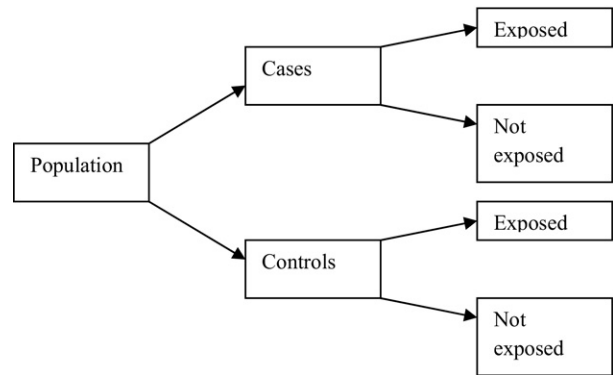 Exposed
Cases
Not
exposed
Population
Exposed
Controls
Not
exposed